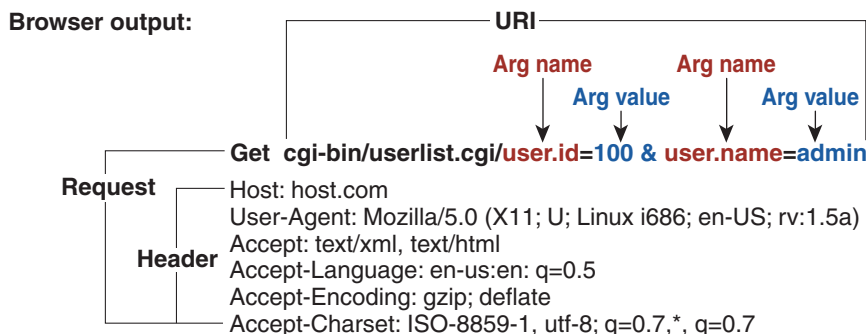 Browser output:
URI
Arg name Arg name
Arg value Arg value
Get cgi-bin/userlist.cgi/user.id=100 & user.name=admin
Request
Host: host.com
User-Agent: Mozilla/5.0 (X11; U; Linux i686; en-US; rv:1.5a)
Accept: text/xml, text/html
Header
Accept-Language: en-us:en: q=0.5
Accept-Encoding: gzip; deflate
Accept-Charset: ISO-8859-1, utf-8; q=0.7,*, q=0.7